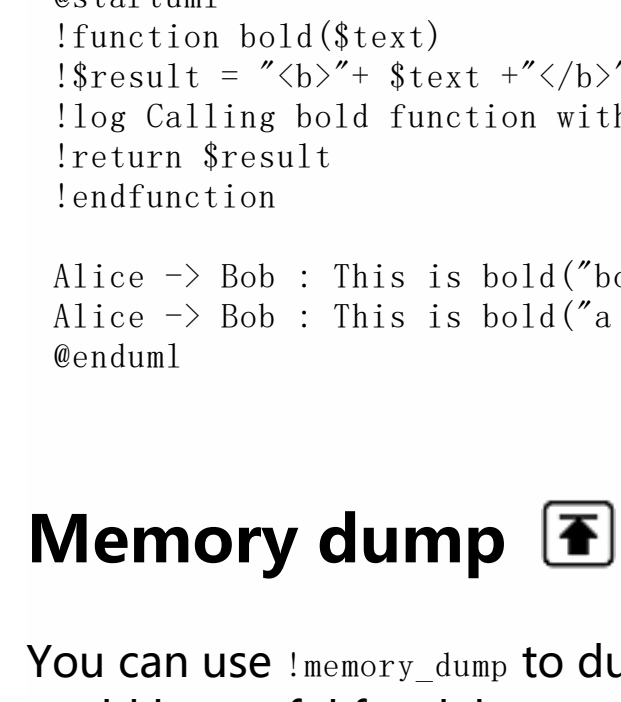 @startuml
!function bold($text)
!$result = "<b>"+ $text +"</b>"
!log Calling bold function with
!return $result
!endfunction
Alice -> Bob : This is bold("bo
Alice -> Bob : This is bold("a
@enduml
Memory dump
You can use !memory_dump to du